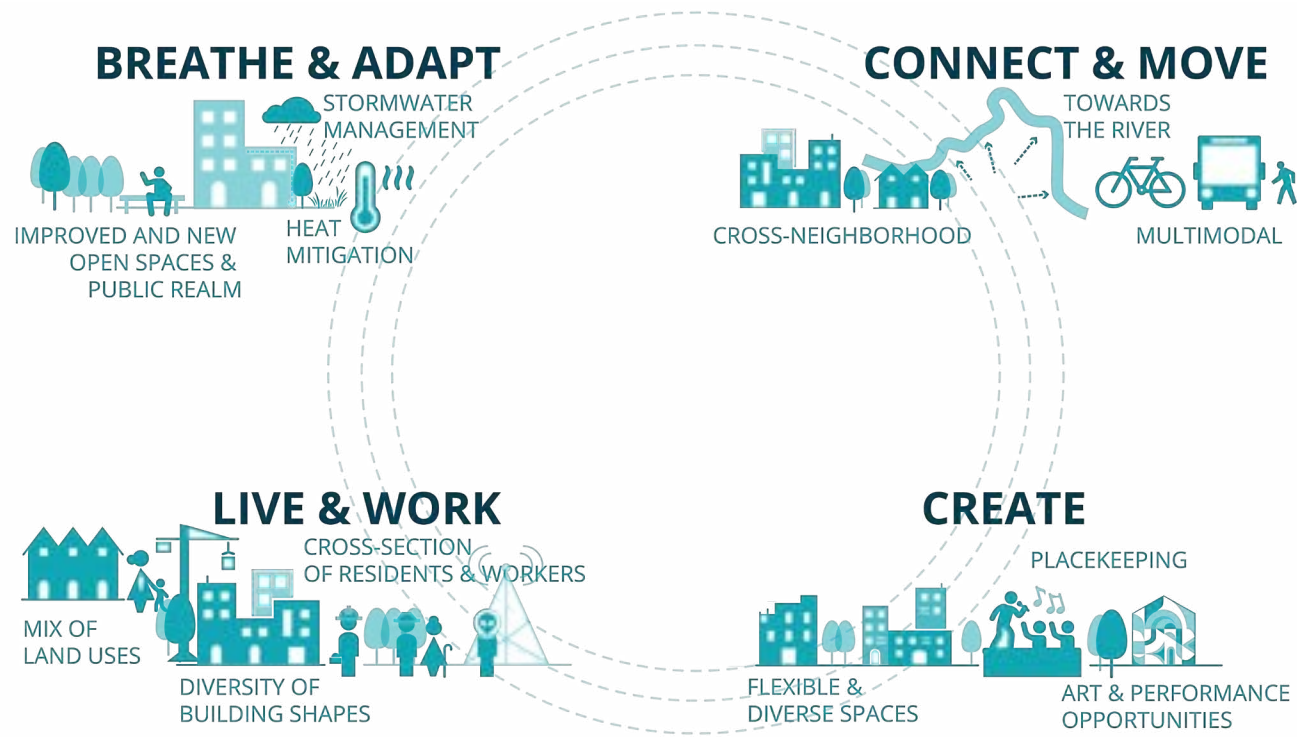 BREATHE & ADAPT
STORMWATER
MANAGEMENT
HEAT
MITIGATION
IMPROVED AND NEW
OPEN SPACES &
PUBLIC REALM
CONNECT & MOVE
TOWARDS
THE RIVER
CROSS-NEIGHBORHOOD
MULTIMODAL
LIVE & WORK
CROSS-SECTION
OF RESIDENTS & WORKERS
MIX OF
LAND USES
DIVERSITY OF
BUILDING SHAPES
CREATE
PLACEKEEPING
FLEXIBLE &
DIVERSE SPACES
ART & PERFORMANCE
OPPORTUNITIES